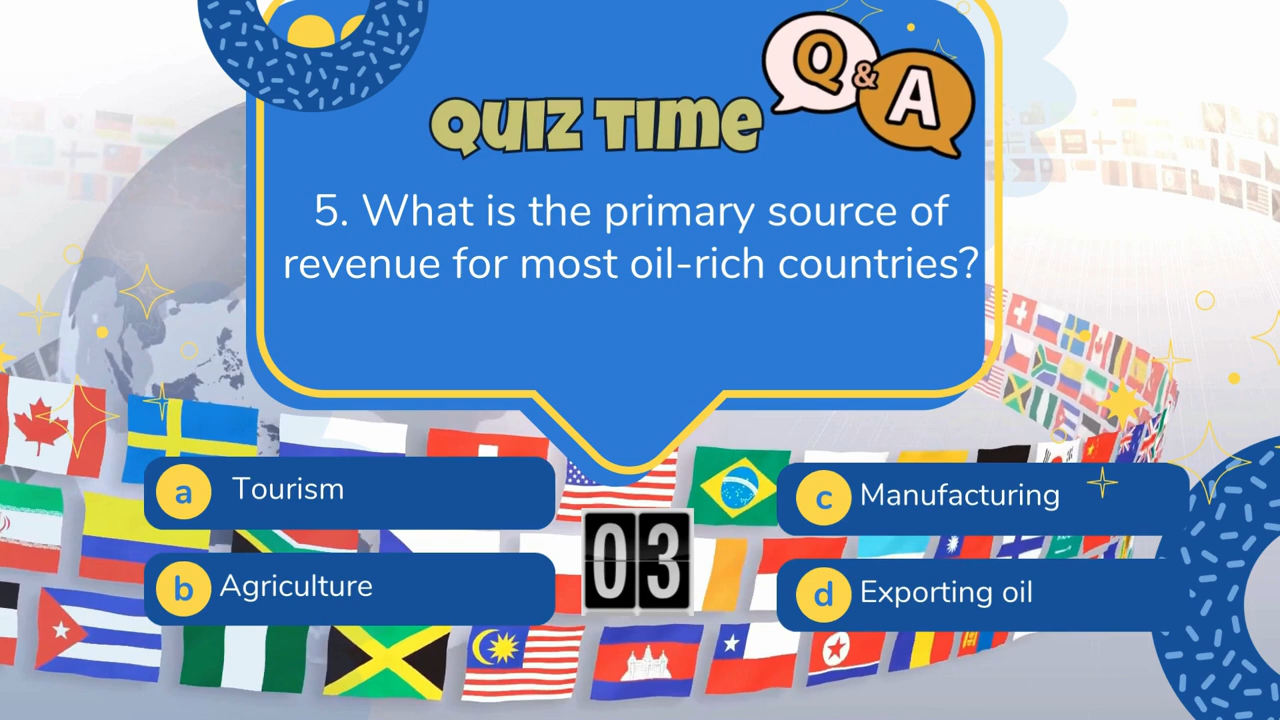 Q & A
QUIZ TIME
5. What is the primary source of
revenue for most oil-rich countries?
a Tourism
c Manufacturing
03
b Agriculture
d Exporting oil